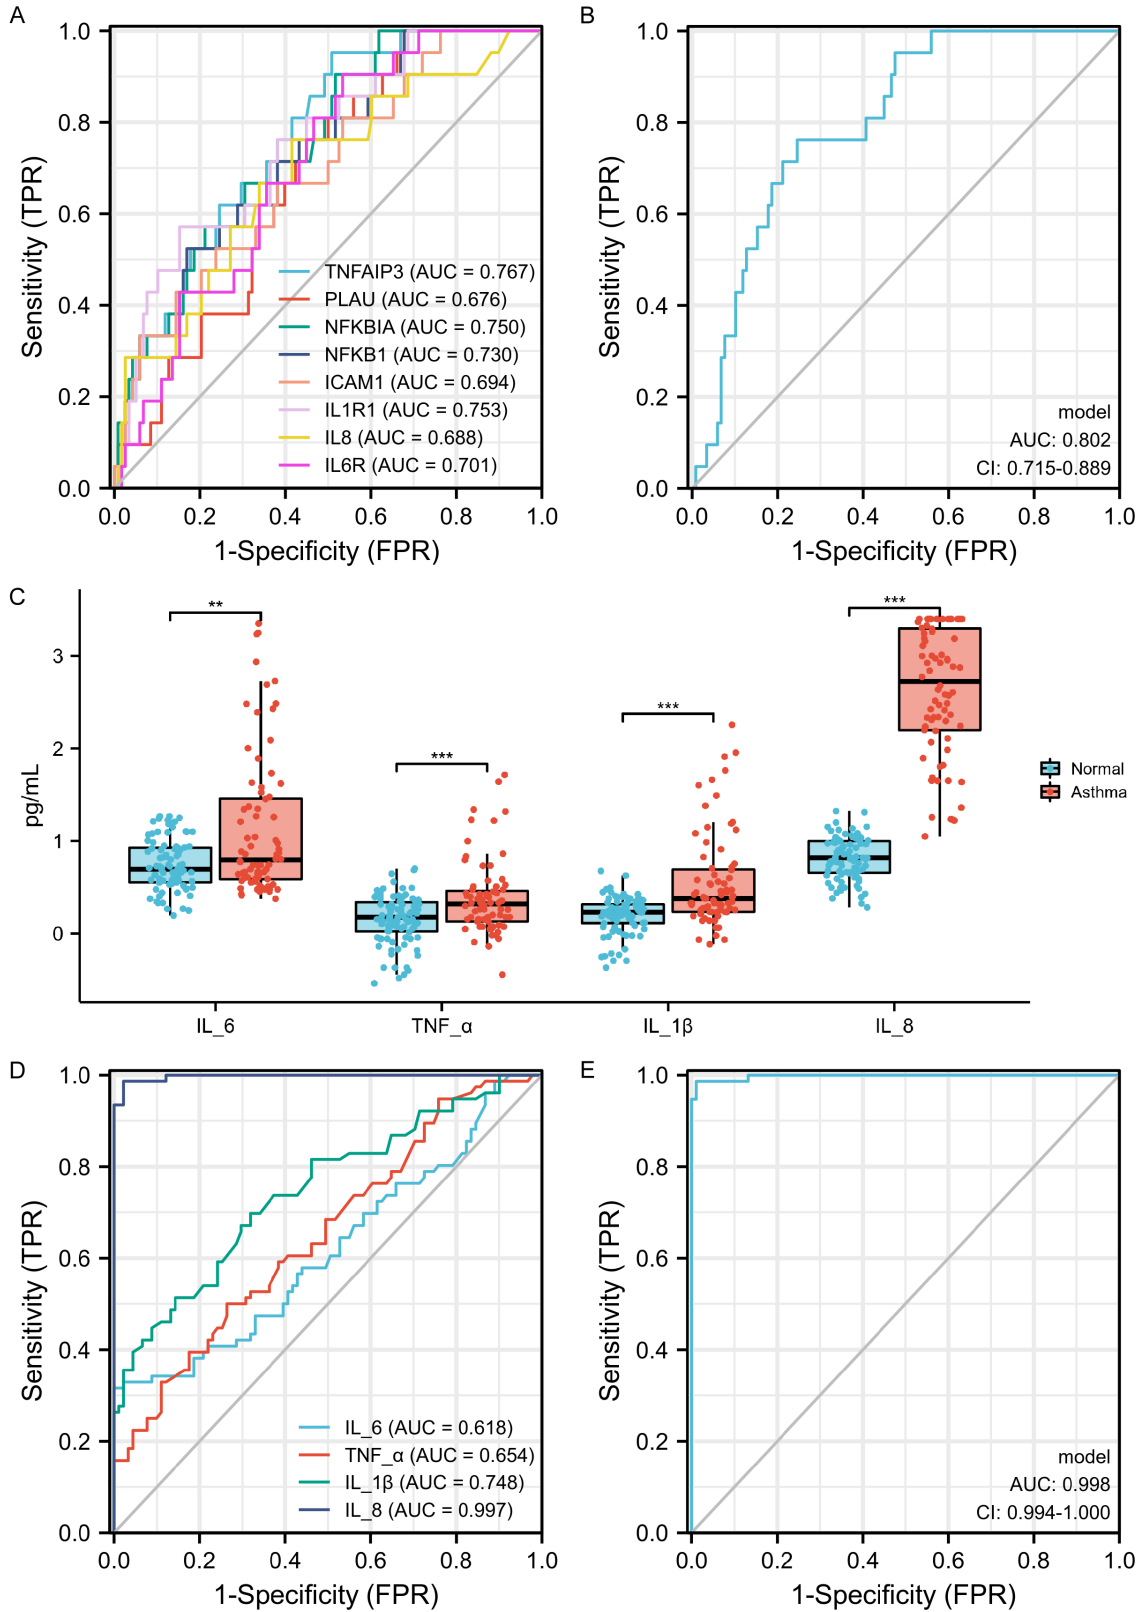 A
1.0
0.8
0.6
0.4
0.2
0.0
Sensitivity (TPR)
TNFAIP3 (AUC = 0.767)
PLAU (AUC = 0.676)
NFKBIA (AUC = 0.750)
NFKB1 (AUC = 0.730)
ICAM1 (AUC = 0.694)
IL1R1 (AUC = 0.753)
IL8 (AUC = 0.688)
IL6R (AUC = 0.701)
0.0 0.2 0.4 0.6 0.8 1.0
1-Specificity (FPR)
B
1.0
0.8
0.6
0.4
0.2
0.0
Sensitivity (TPR)
model
AUC: 0.802
CI: 0.715-0.889
0.0 0.2 0.4 0.6 0.8 1.0
1-Specificity (FPR)
C
3
2
1
0
pg/mL
**
***
***
***
Normal
Asthma
IL_6 TNF_α IL_1β IL_8
D
1.0
0.8
0.6
0.4
0.2
0.0
Sensitivity (TPR)
IL_6 (AUC = 0.618)
TNF_α (AUC = 0.654)
IL_1β (AUC = 0.748)
IL_8 (AUC = 0.997)
0.0 0.2 0.4 0.6 0.8 1.0
1-Specificity (FPR)
E
1.0
0.8
0.6
0.4
0.2
0.0
Sensitivity (TPR)
model
AUC: 0.998
CI: 0.994-1.000
0.0 0.2 0.4 0.6 0.8 1.0
1-Specificity (FPR)